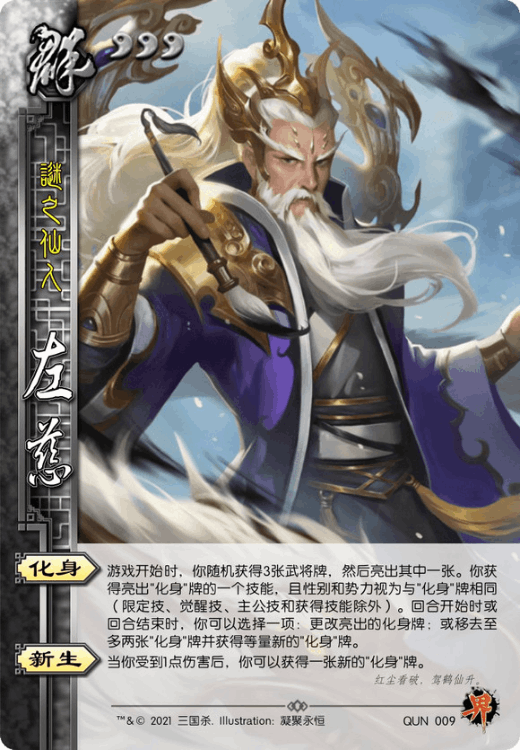 群
謎之仙人
左慈
化身
游戏开始时，你随机获得3张武将牌，然后亮出其中一张。你获
得亮出"化身"牌的一个技能，且性别和势力视为与"化身"牌相同
（限定技、觉醒技、主公技和获得技能除外）。回合开始时或
回合结束时，你可以选择一项：更改亮出的化身牌；或移去至
多两张"化身"牌并获得等量新的"化身"牌。
新生
当你受到1点伤害后，你可以获得一张新的"化身"牌。
红尘看破，驾鹤仙升。
界
™&© 2021 三国杀. Illustration: 凝聚永恒
QUN 009